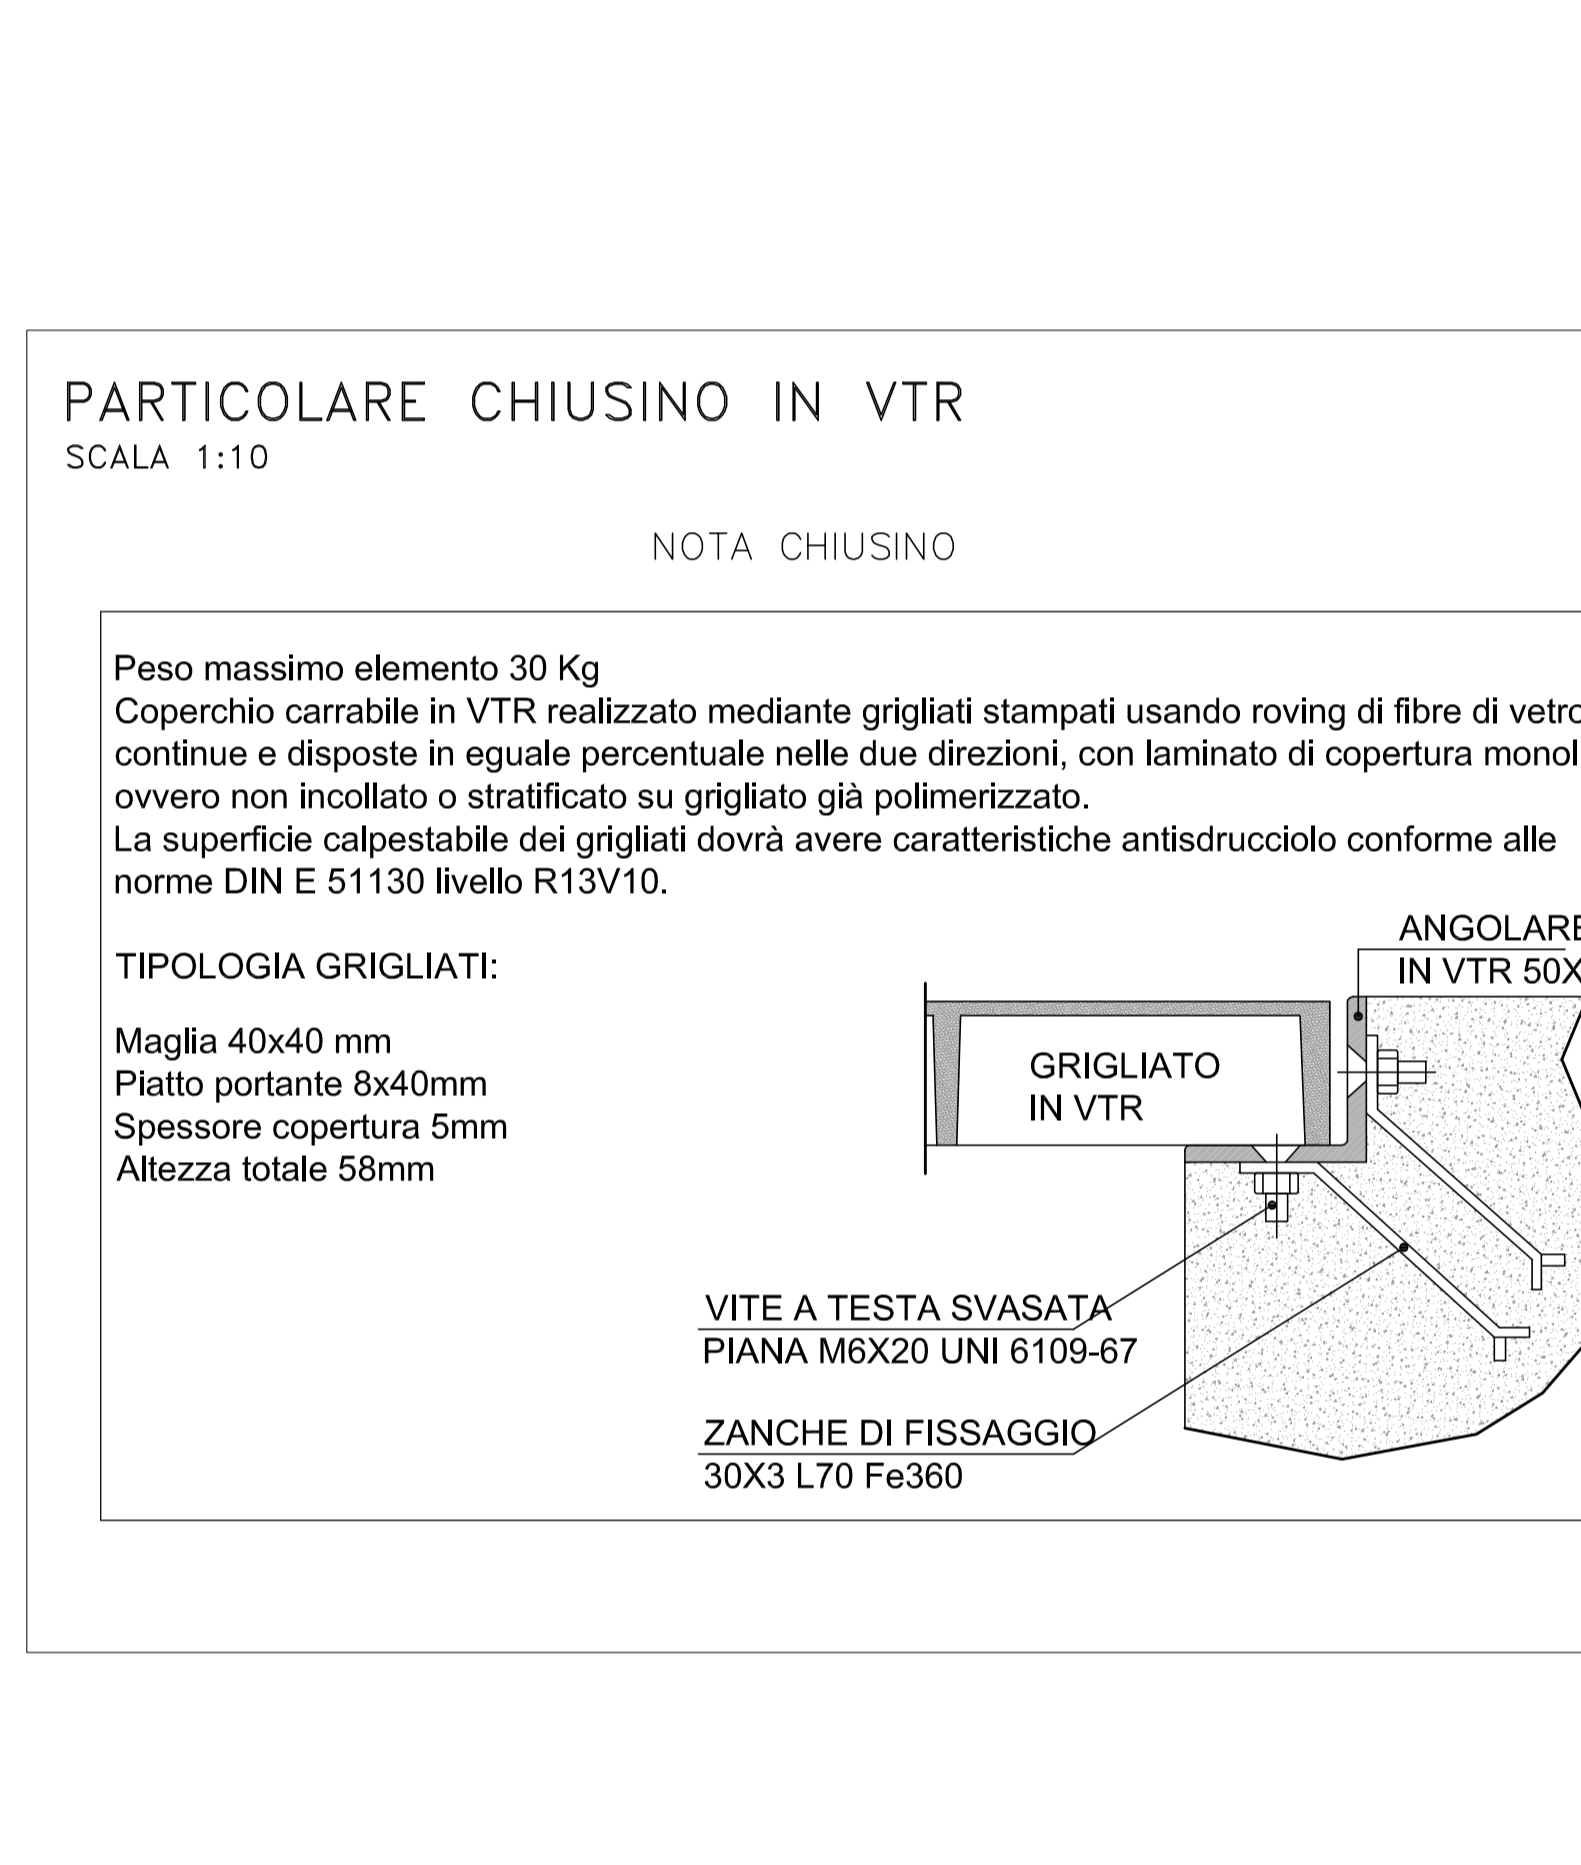 PARTICOLARE CHIUSINO IN VTR
SCALA 1:10
NOTA CHIUSINO
Peso massimo elemento 30 Kg
Coperchio carrabile in VTR realizzato mediante grigliati stampati usando roving di fibre di vetro
continue e disposte in eguale percentuale nelle due direzioni, con laminato di copertura monol
ovvero non incollato o stratificato su grigliato già polimerizzato.
La superficie calpestabile dei grigliati dovrà avere caratteristiche antisdrucciolo conforme alle
norme DIN E 51130 livello R13V10.
TIPOLOGIA GRIGLIATI:
Maglia 40x40 mm
Piatto portante 8x40mm
Spessore copertura 5mm
Altezza totale 58mm
ANGOLARE
IN VTR 50X
GRIGLIATO
IN VTR
VITE A TESTA SVASATA
PIANA M6X20 UNI 6109-67
ZANCHE DI FISSAGGIO
30X3 L70 Fe360